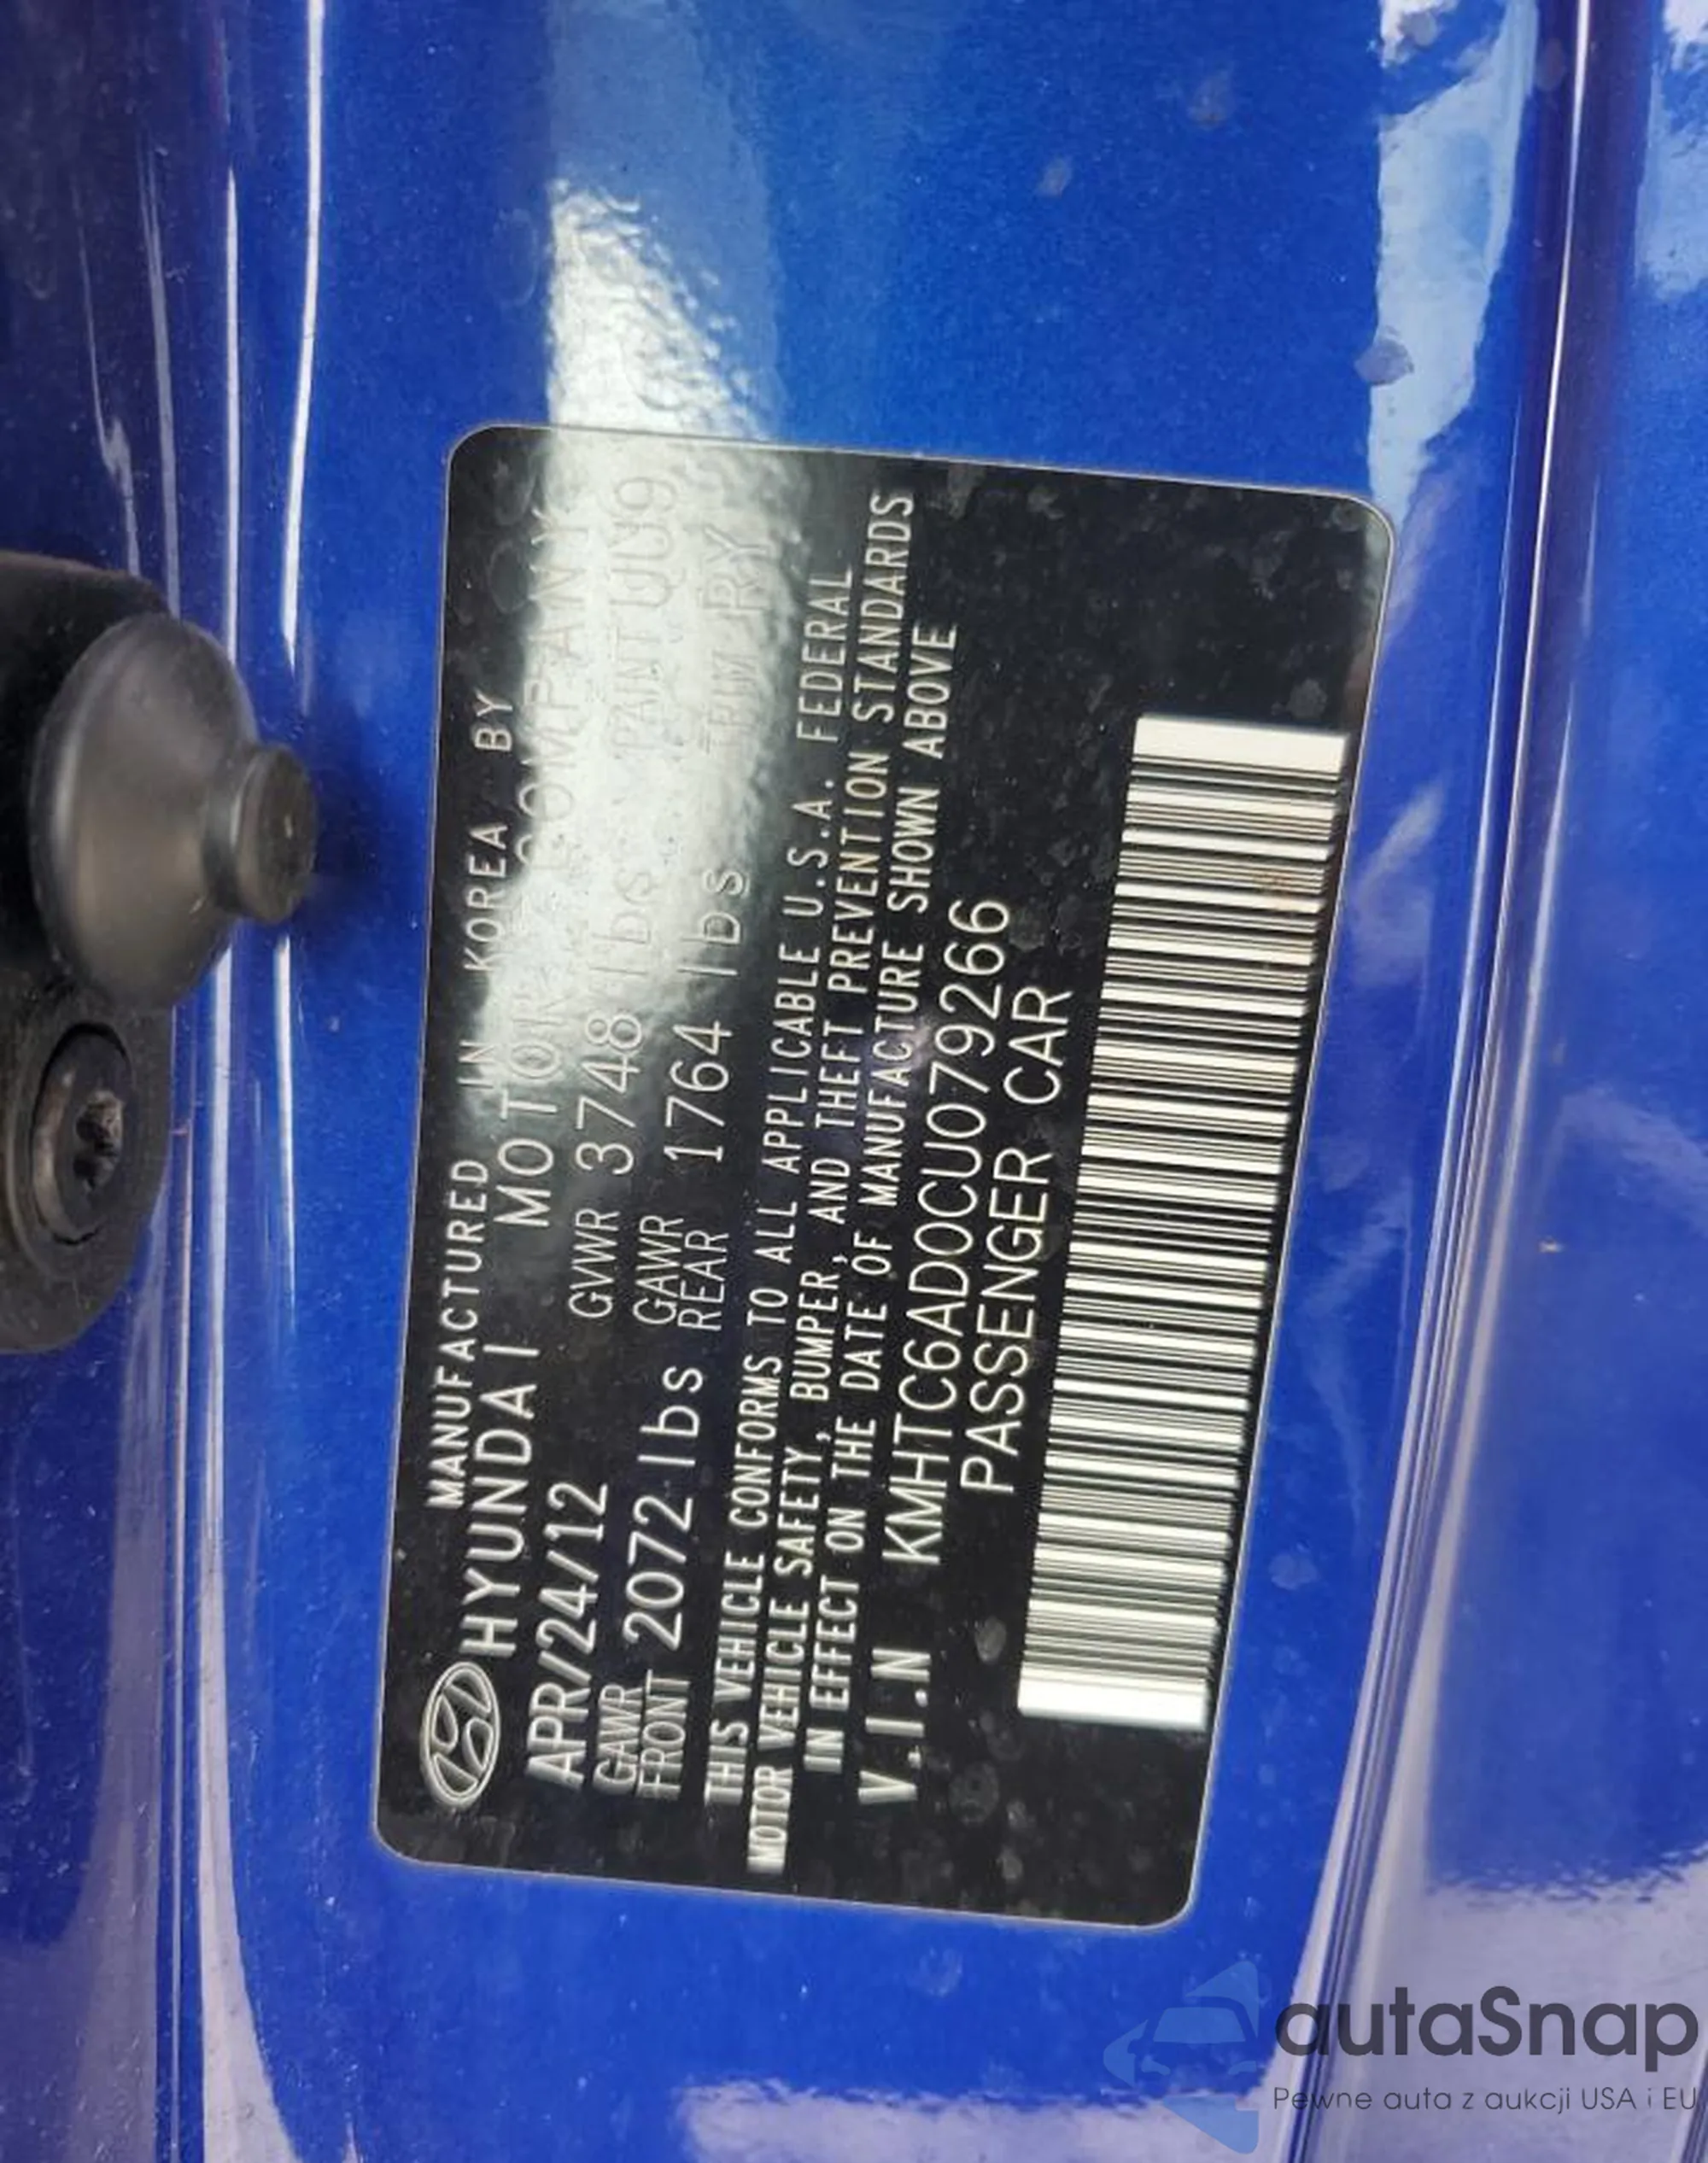 MANUFACTURED IN KOREA BY
HYUNDAI MOTOR COMPANY
APR/24/12 GVWR 3748 lbs PAINT UU9
GAWR FRONT 2072 lbs GAWR REAR 1764 lbs TRIM RY
THIS VEHICLE CONFORMS TO ALL APPLICABLE U.S.A. FEDERAL
MOTOR VEHICLE SAFETY, BUMPER, AND THEFT PREVENTION STANDARDS
IN EFFECT ON THE DATE OF MANUFACTURE SHOWN ABOVE
V.I.N KMHTC6AD0CU079266
PASSENGER CAR
autaSnap
Pewne auta z aukcji USA i EU